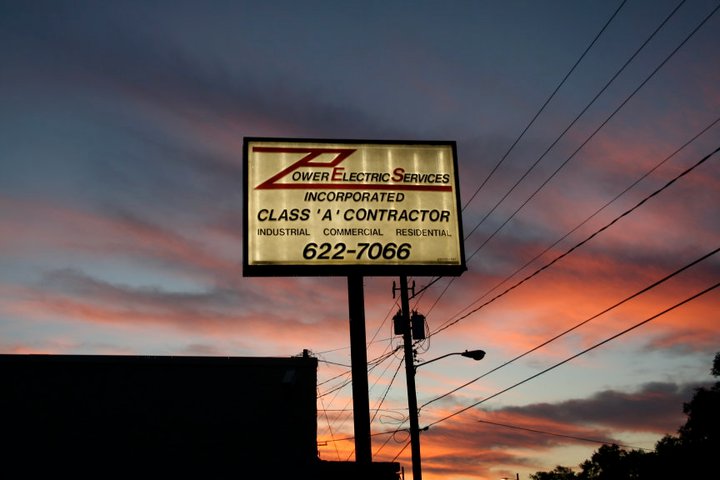 POWER ELECTRIC SERVICES
INCORPORATED
CLASS 'A' CONTRACTOR
INDUSTRIAL COMMERCIAL RESIDENTIAL
622-7066